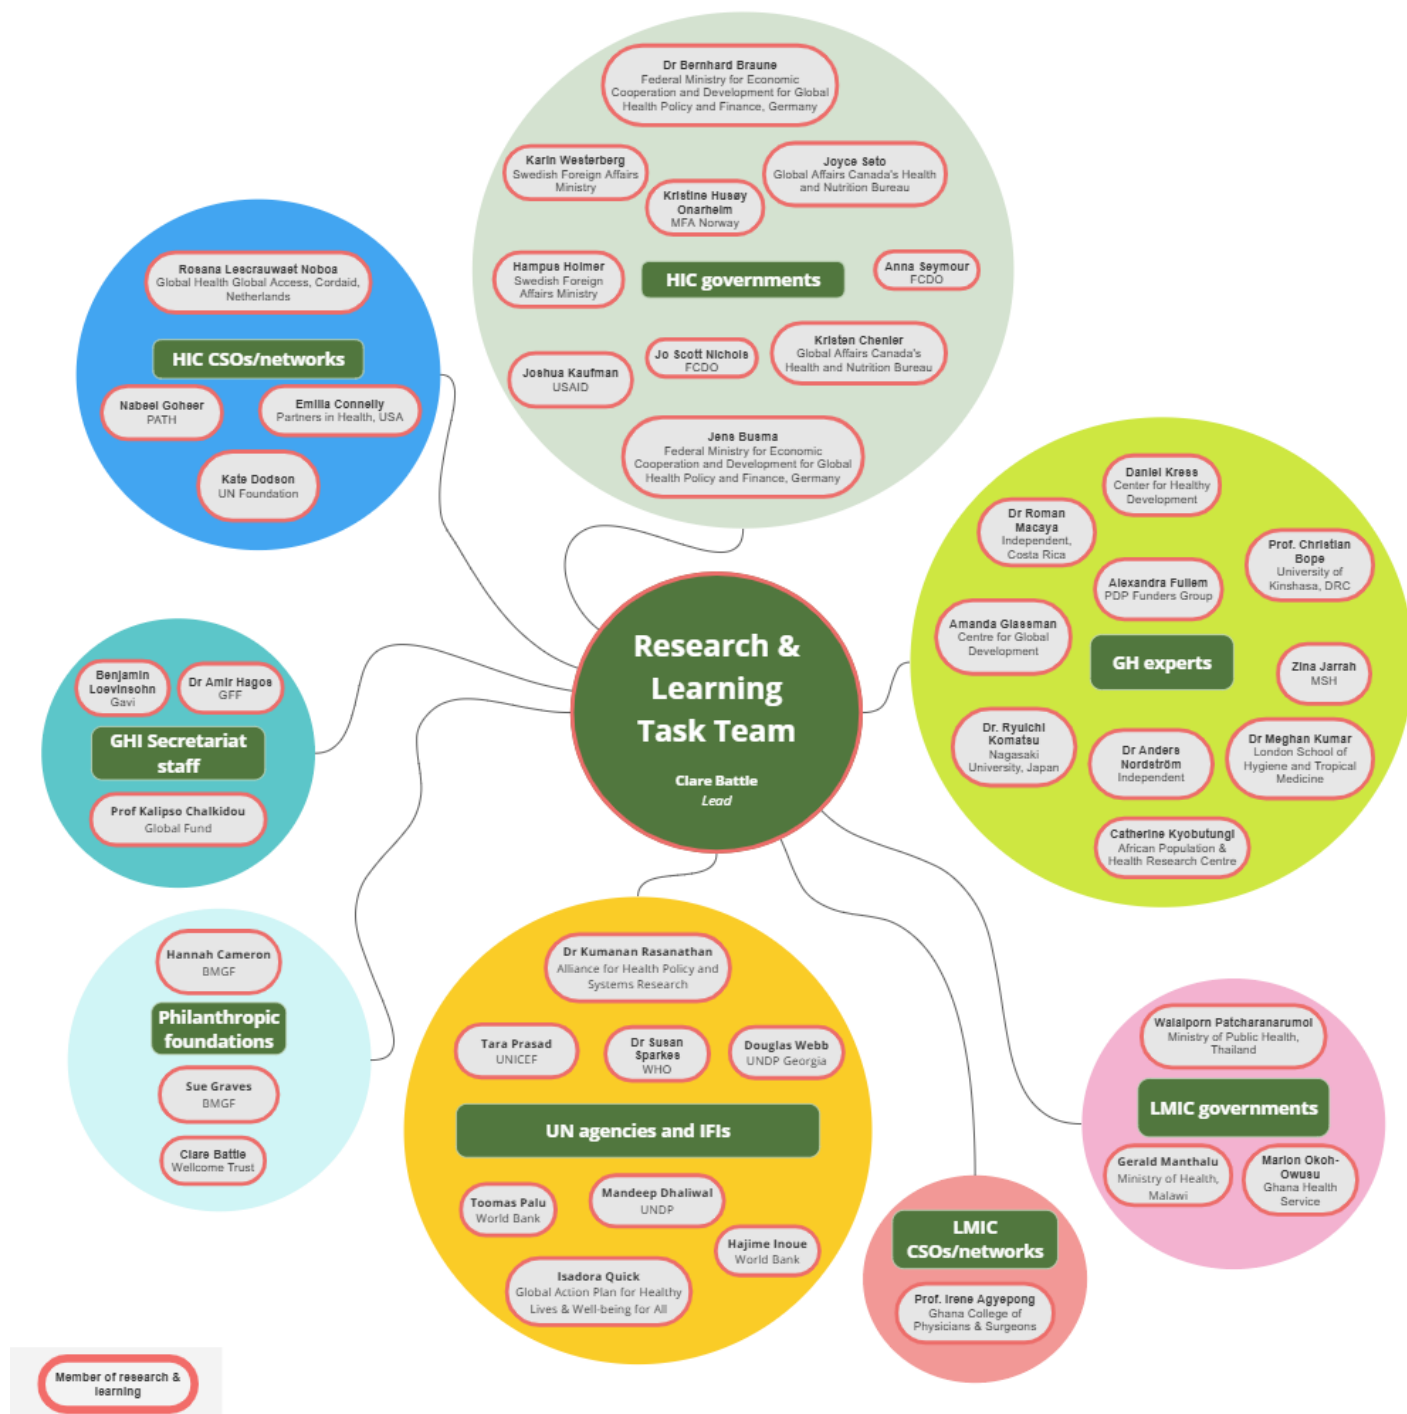 Dr Bernhard Braune
Federal Ministry for Economic
Cooperation and Development for Global
Health Policy and Finance, Germany
Karin Westerberg
Swedish Foreign Affairs
Ministry
Joyce Seto
Global Affairs Canada's Health
and Nutrition Bureau
Kristine Husøy
Onarheim
MFA Norway
Hampus Holmer
Swedish Foreign
Affairs Ministry
HIC governments
Anna Seymour
FCDO
Jo Scott Nichols
FCDO
Kristen Chenier
Global Affairs Canada's
Health and Nutrition Bureau
Joshua Kaufman
USAID
Jens Busma
Federal Ministry for Economic
Cooperation and Development for Global
Health Policy and Finance, Germany
Rosana Lescrauwaet Noboa
Global Health Global Access, Cordaid,
Netherlands
HIC CSOs/networks
Nabeel Goheer
PATH
Emilia Connelly
Partners in Health, USA
Kate Dodson
UN Foundation
Daniel Kress
Center for Healthy
Development
Dr Roman
Macaya
Independent,
Costa Rica
Prof. Christian
Bope
University of
Kinshasa, DRC
Alexandra Fullem
PDP Funders Group
Amanda Glassman
Centre for Global
Development
GH experts
Zina Jarrah
MSH
Dr. Ryuichi
Komatsu
Nagasaki
University, Japan
Dr Anders
Nordström
Independent
Dr Meghan Kumar
London School of
Hygiene and Tropical
Medicine
Catherine Kyobutungi
African Population &
Health Research Centre
Research &
Learning
Task Team
Clare Battle
Lead
Benjamin
Loevinsohn
Gavi
Dr Amir Hagos
GFF
GHI Secretariat
staff
Prof Kalipso Chalkidou
Global Fund
Hannah Cameron
BMGF
Philanthropic
foundations
Sue Graves
BMGF
Clare Battle
Wellcome Trust
Dr Kumanan Rasanathan
Alliance for Health Policy and
Systems Research
Tara Prasad
UNICEF
Dr Susan
Sparkes
WHO
Douglas Webb
UNDP Georgia
UN agencies and IFIs
Toomas Palu
World Bank
Mandeep Dhaliwal
UNDP
Hajime Inoue
World Bank
Isadora Quick
Global Action Plan for Healthy
Lives & Well-being for All
Walaiporn Patcharanarumol
Ministry of Public Health,
Thailand
LMIC governments
Gerald Manthalu
Ministry of Health,
Malawi
Marion Okoh-
Owusu
Ghana Health
Service
LMIC
CSOs/networks
Prof. Irene Agyepong
Ghana College of
Physicians & Surgeons
Member of research &
learning